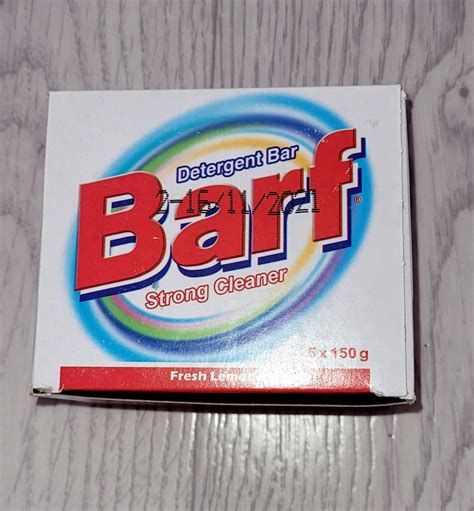 Detergent Bar
Barf®
2-16/11/2021
Strong Cleaner
5 x 150 g
Fresh